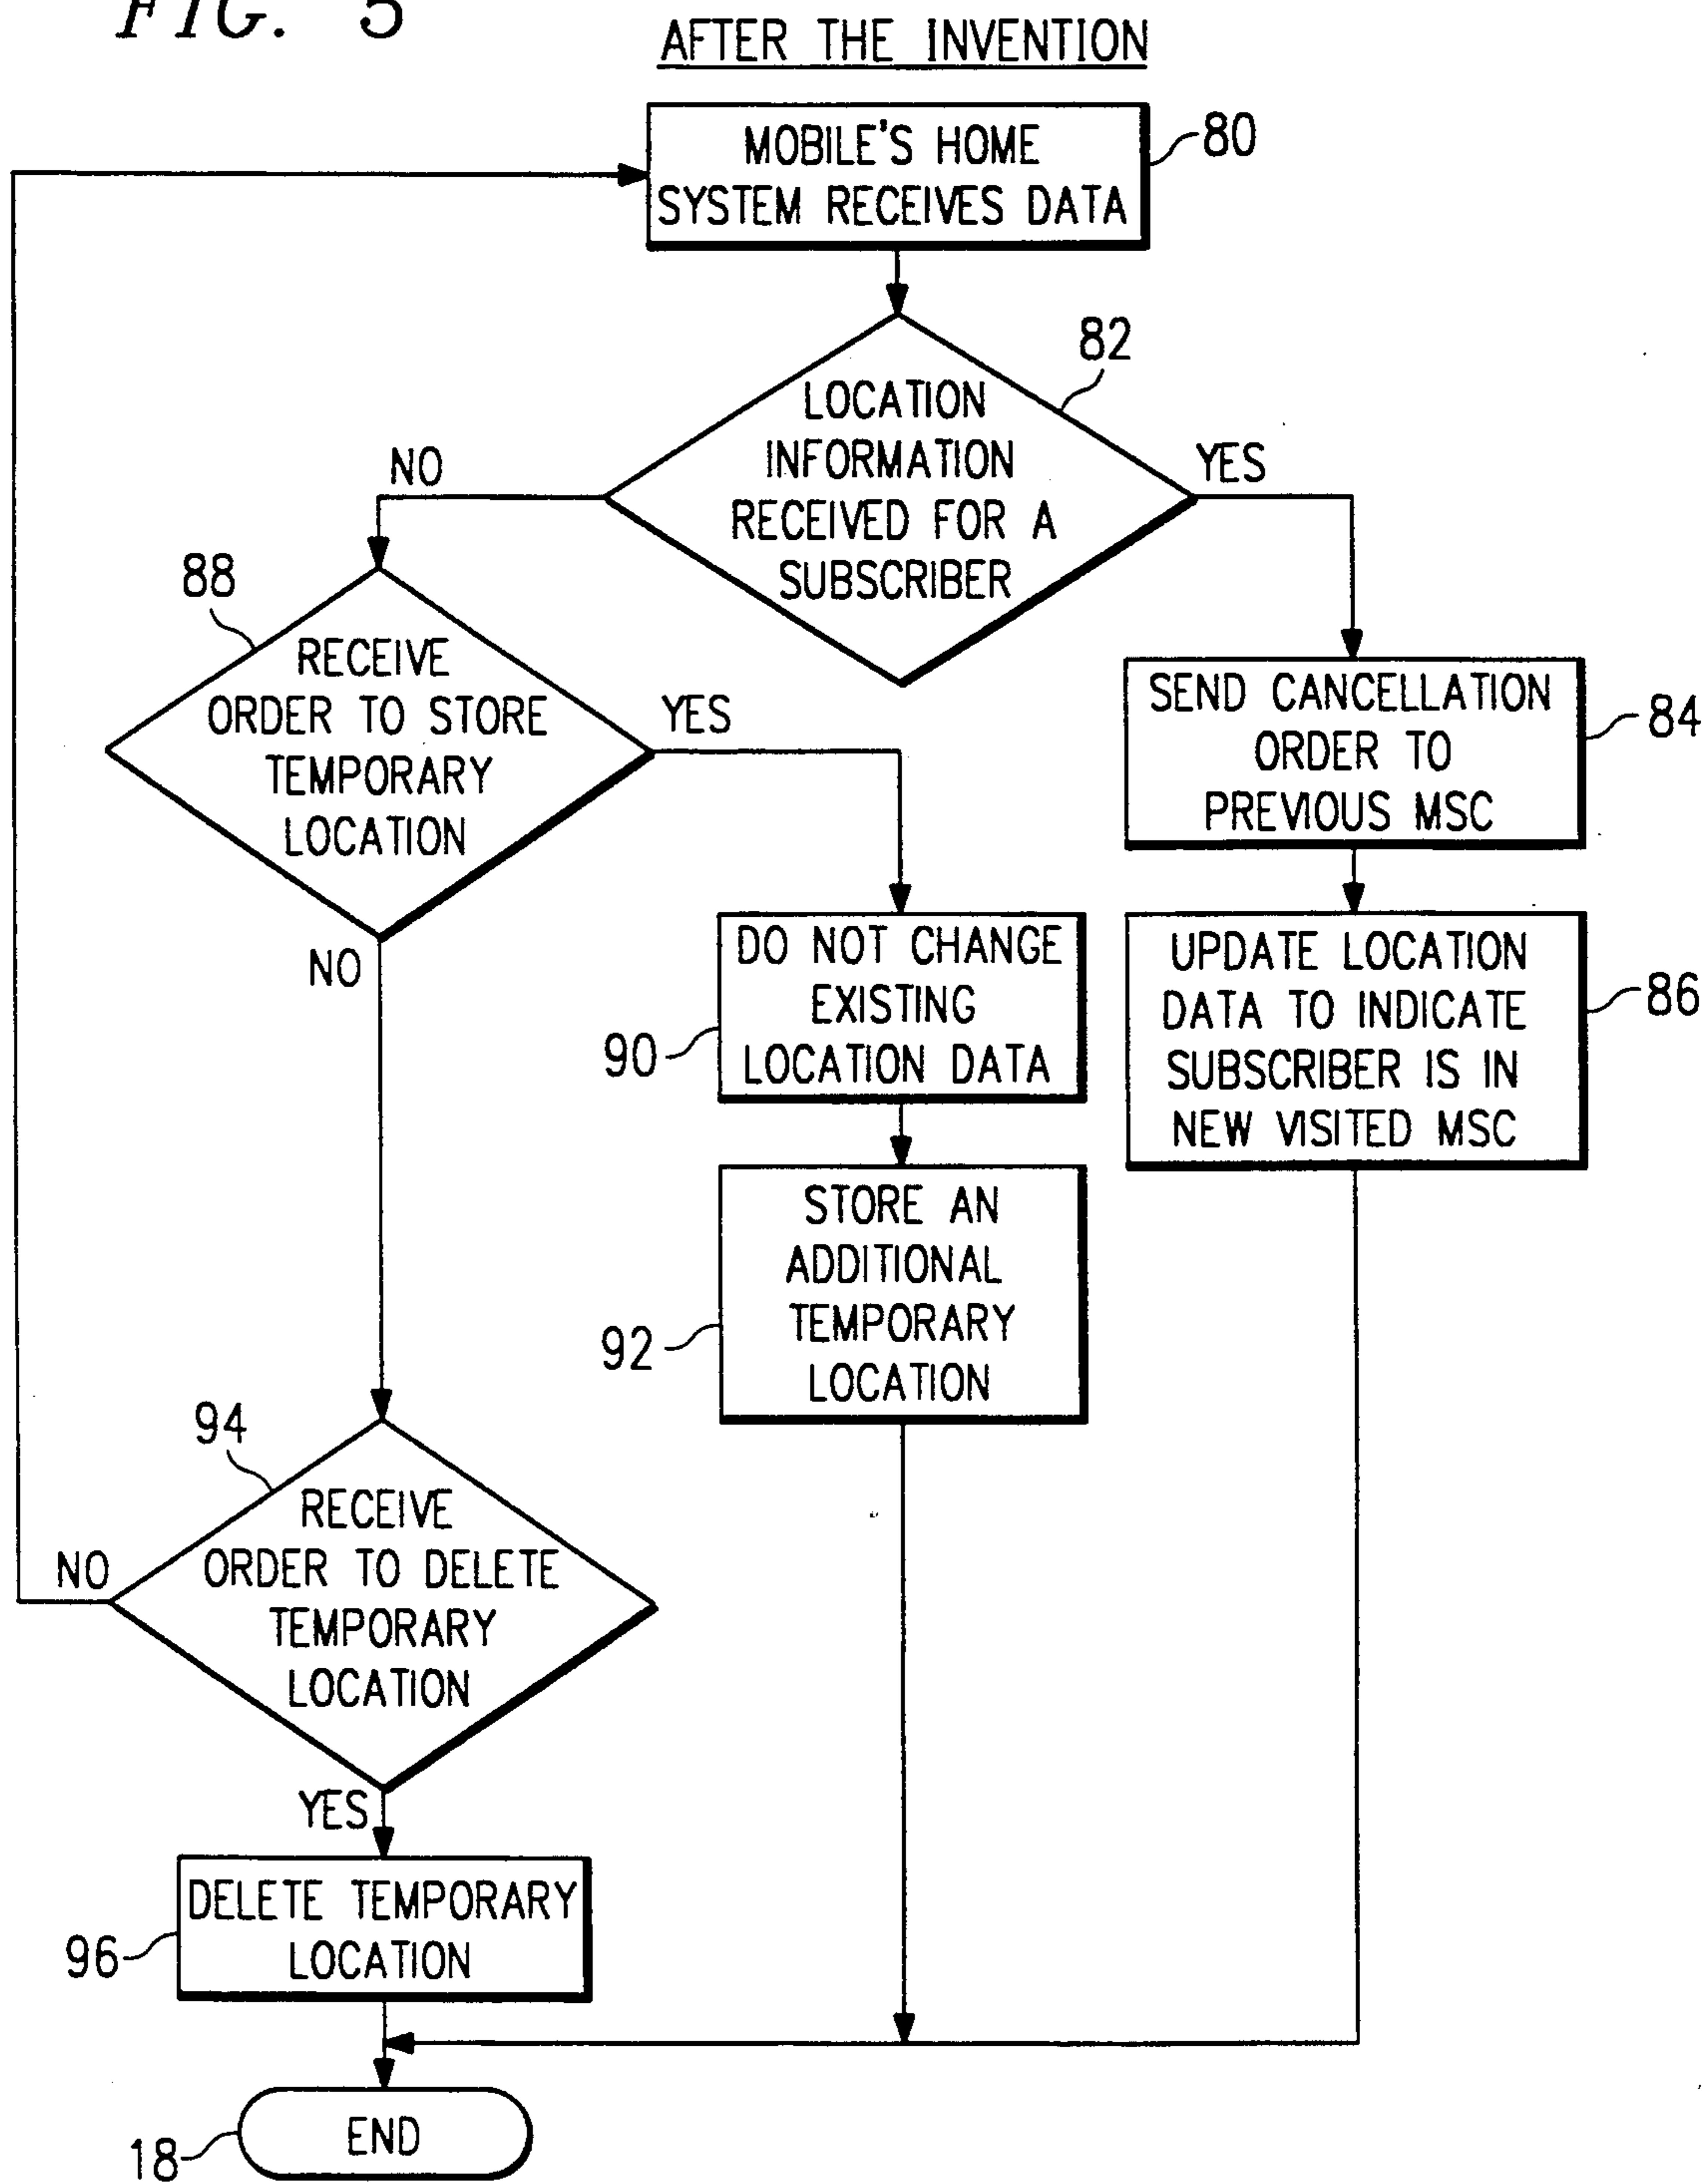 FIG. 5
AFTER THE INVENTION
MOBILE'S HOME
SYSTEM RECEIVES DATA
80
LOCATION
INFORMATION
RECEIVED FOR A
SUBSCRIBER
82
NO
YES
88
RECEIVE
ORDER TO STORE
TEMPORARY
LOCATION
YES
NO
SEND CANCELLATION
ORDER TO
PREVIOUS MSC
84
DO NOT CHANGE
EXISTING
LOCATION DATA
90
UPDATE LOCATION
DATA TO INDICATE
SUBSCRIBER IS IN
NEW VISITED MSC
86
STORE AN
ADDITIONAL
TEMPORARY
LOCATION
92
94
RECEIVE
ORDER TO DELETE
TEMPORARY
LOCATION
NO
YES
DELETE TEMPORARY
LOCATION
96
END
18